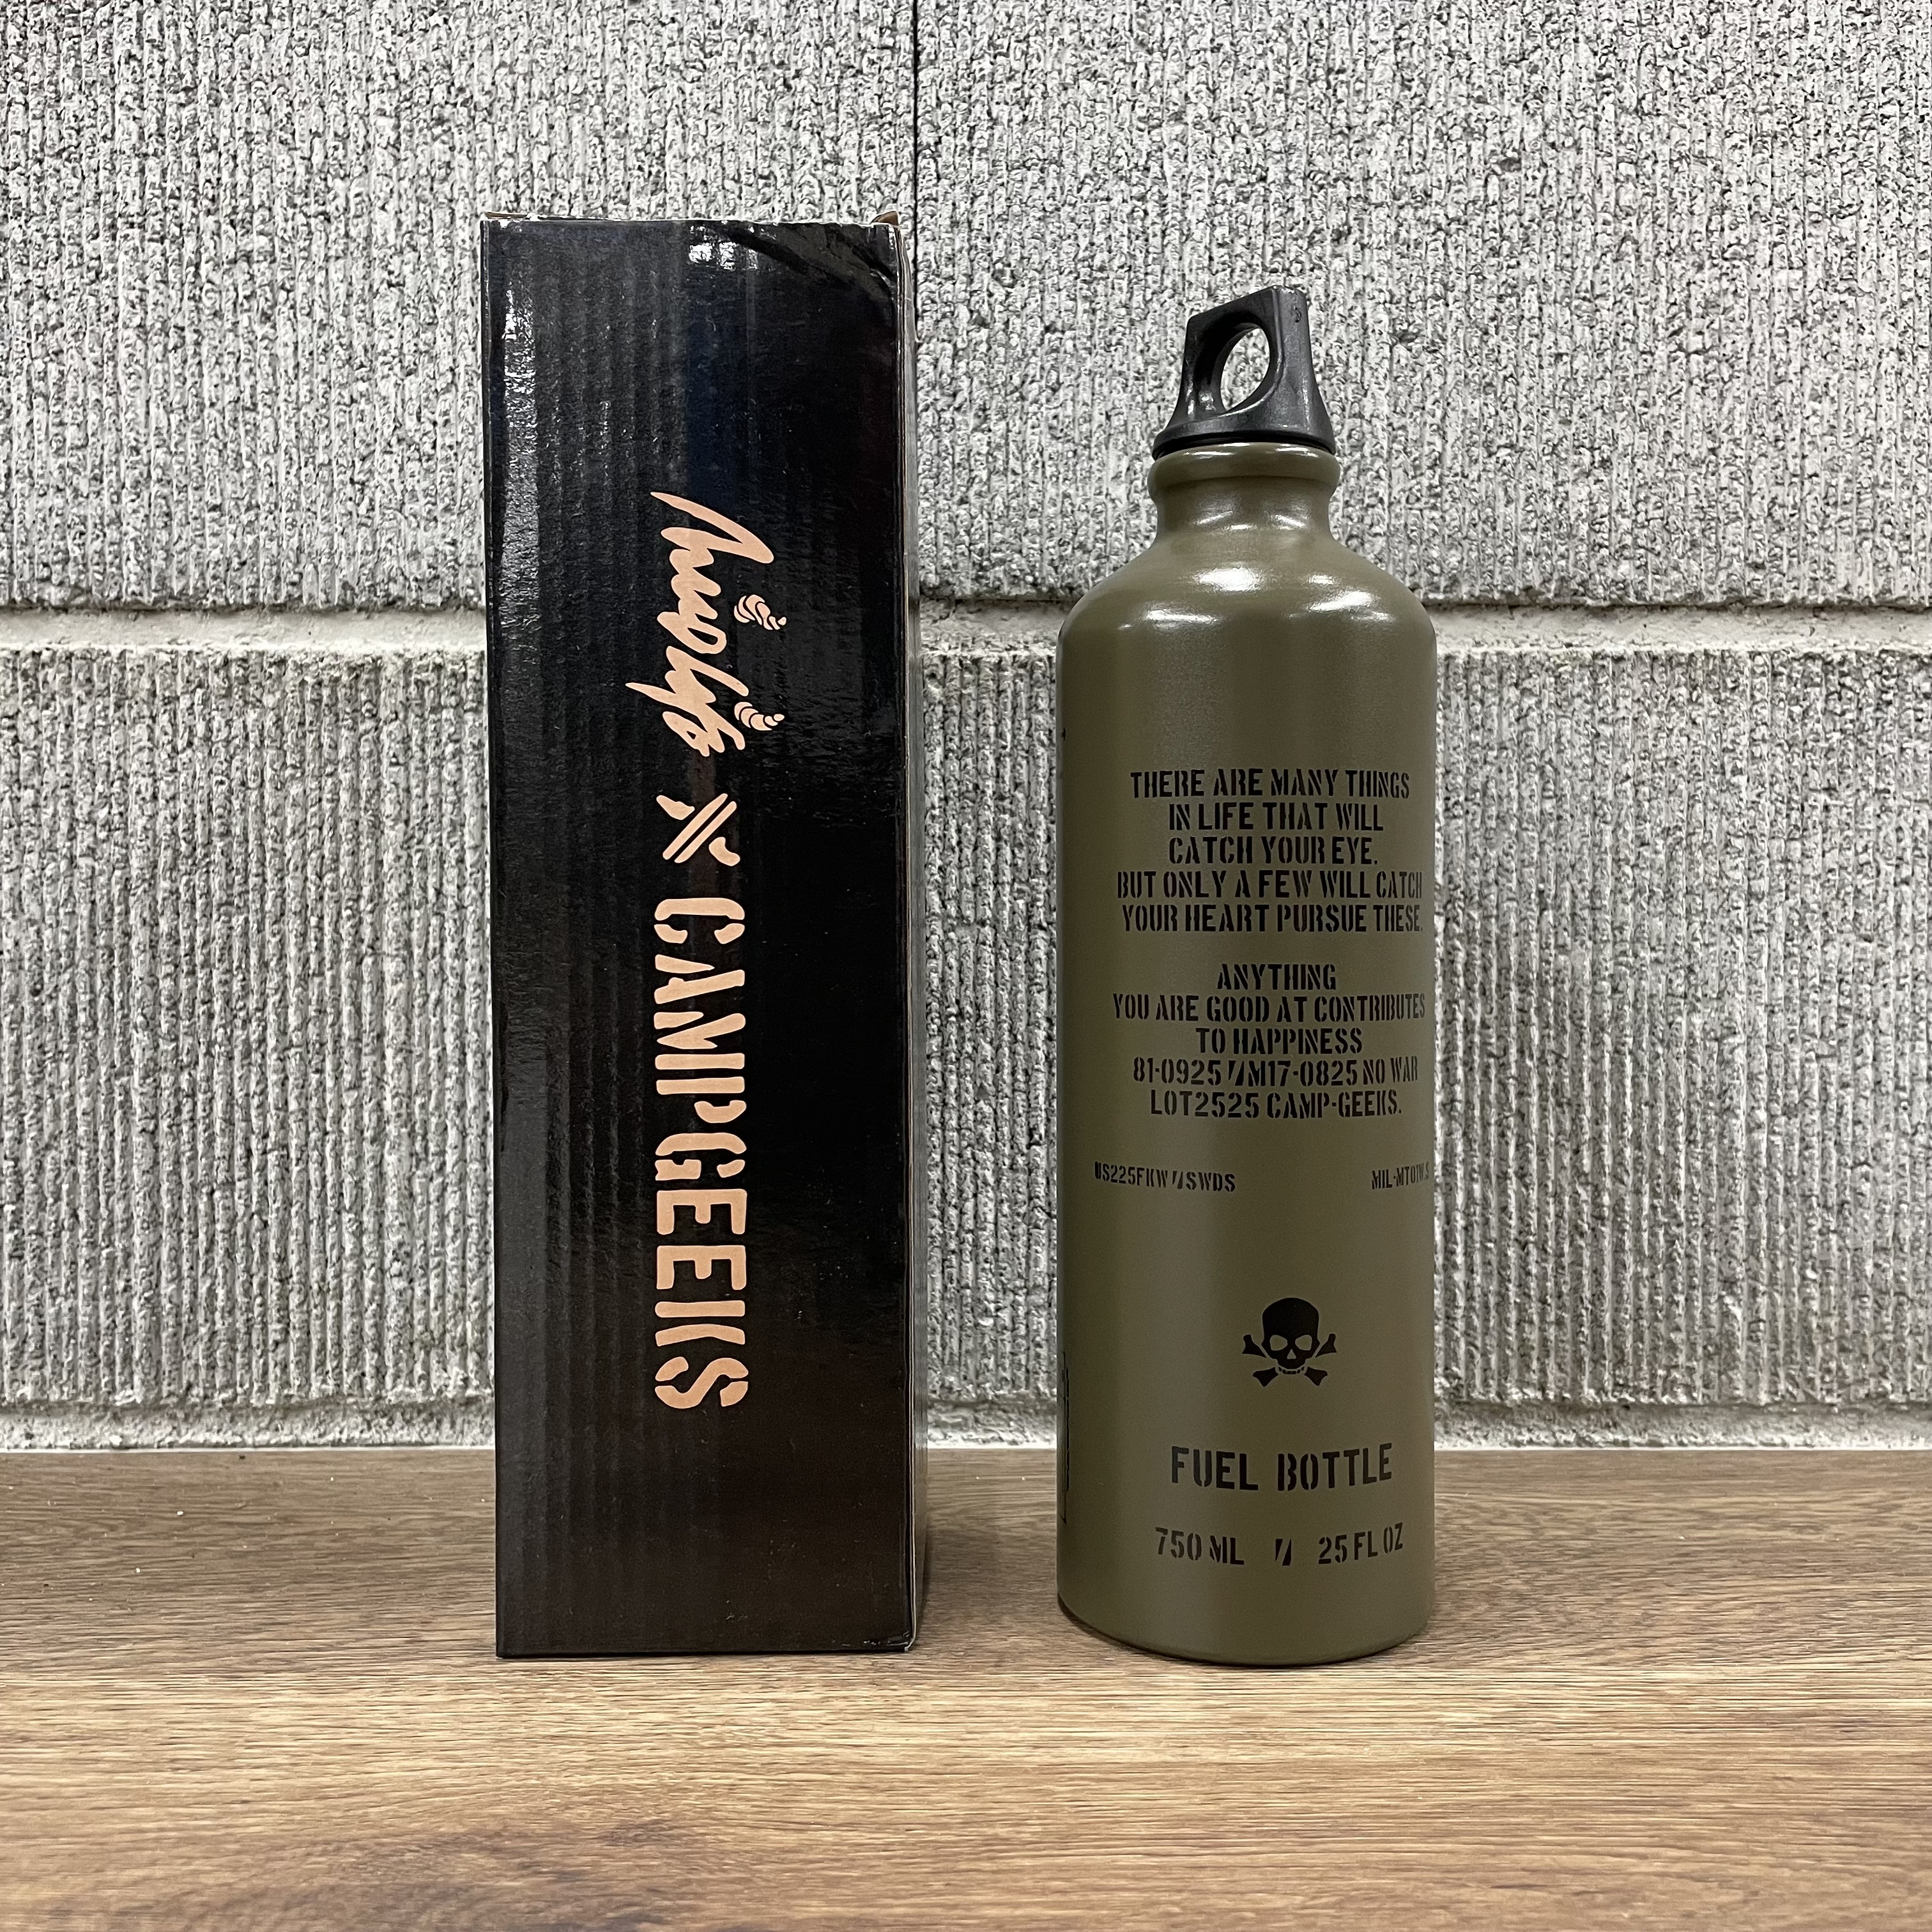 CAMPGEEKS
THERE ARE MANY THINGS
IN LIFE THAT WILL
CATCH YOUR EYE.
BUT ONLY A FEW WILL CATCH
YOUR HEART PURSUE THESE.
ANYTHING
YOU ARE GOOD AT CONTRIBUTES
TO HAPPINESS
81-0925 // M17-0825 NO WAR
LOT2525 CAMP-GEEKS.
US225FKW // SWDS
FUEL BOTTLE
750 ML // 25 FL OZ